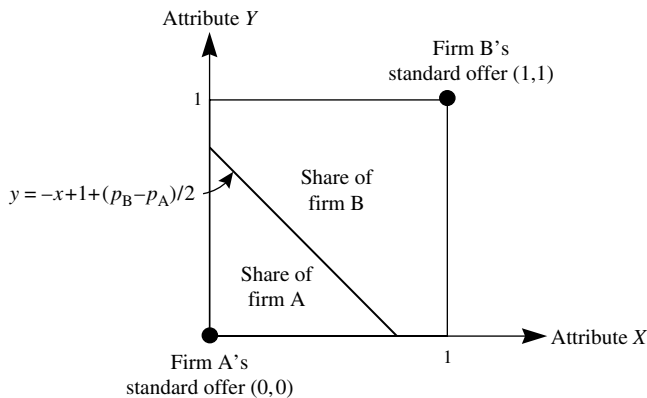 Attribute Y
Firm B's
standard offer (1,1)
1
y = –x+1+(pB–pA)/2
Share of
firm B
Share of
firm A
Attribute X
1
Firm A's
standard offer (0,0)